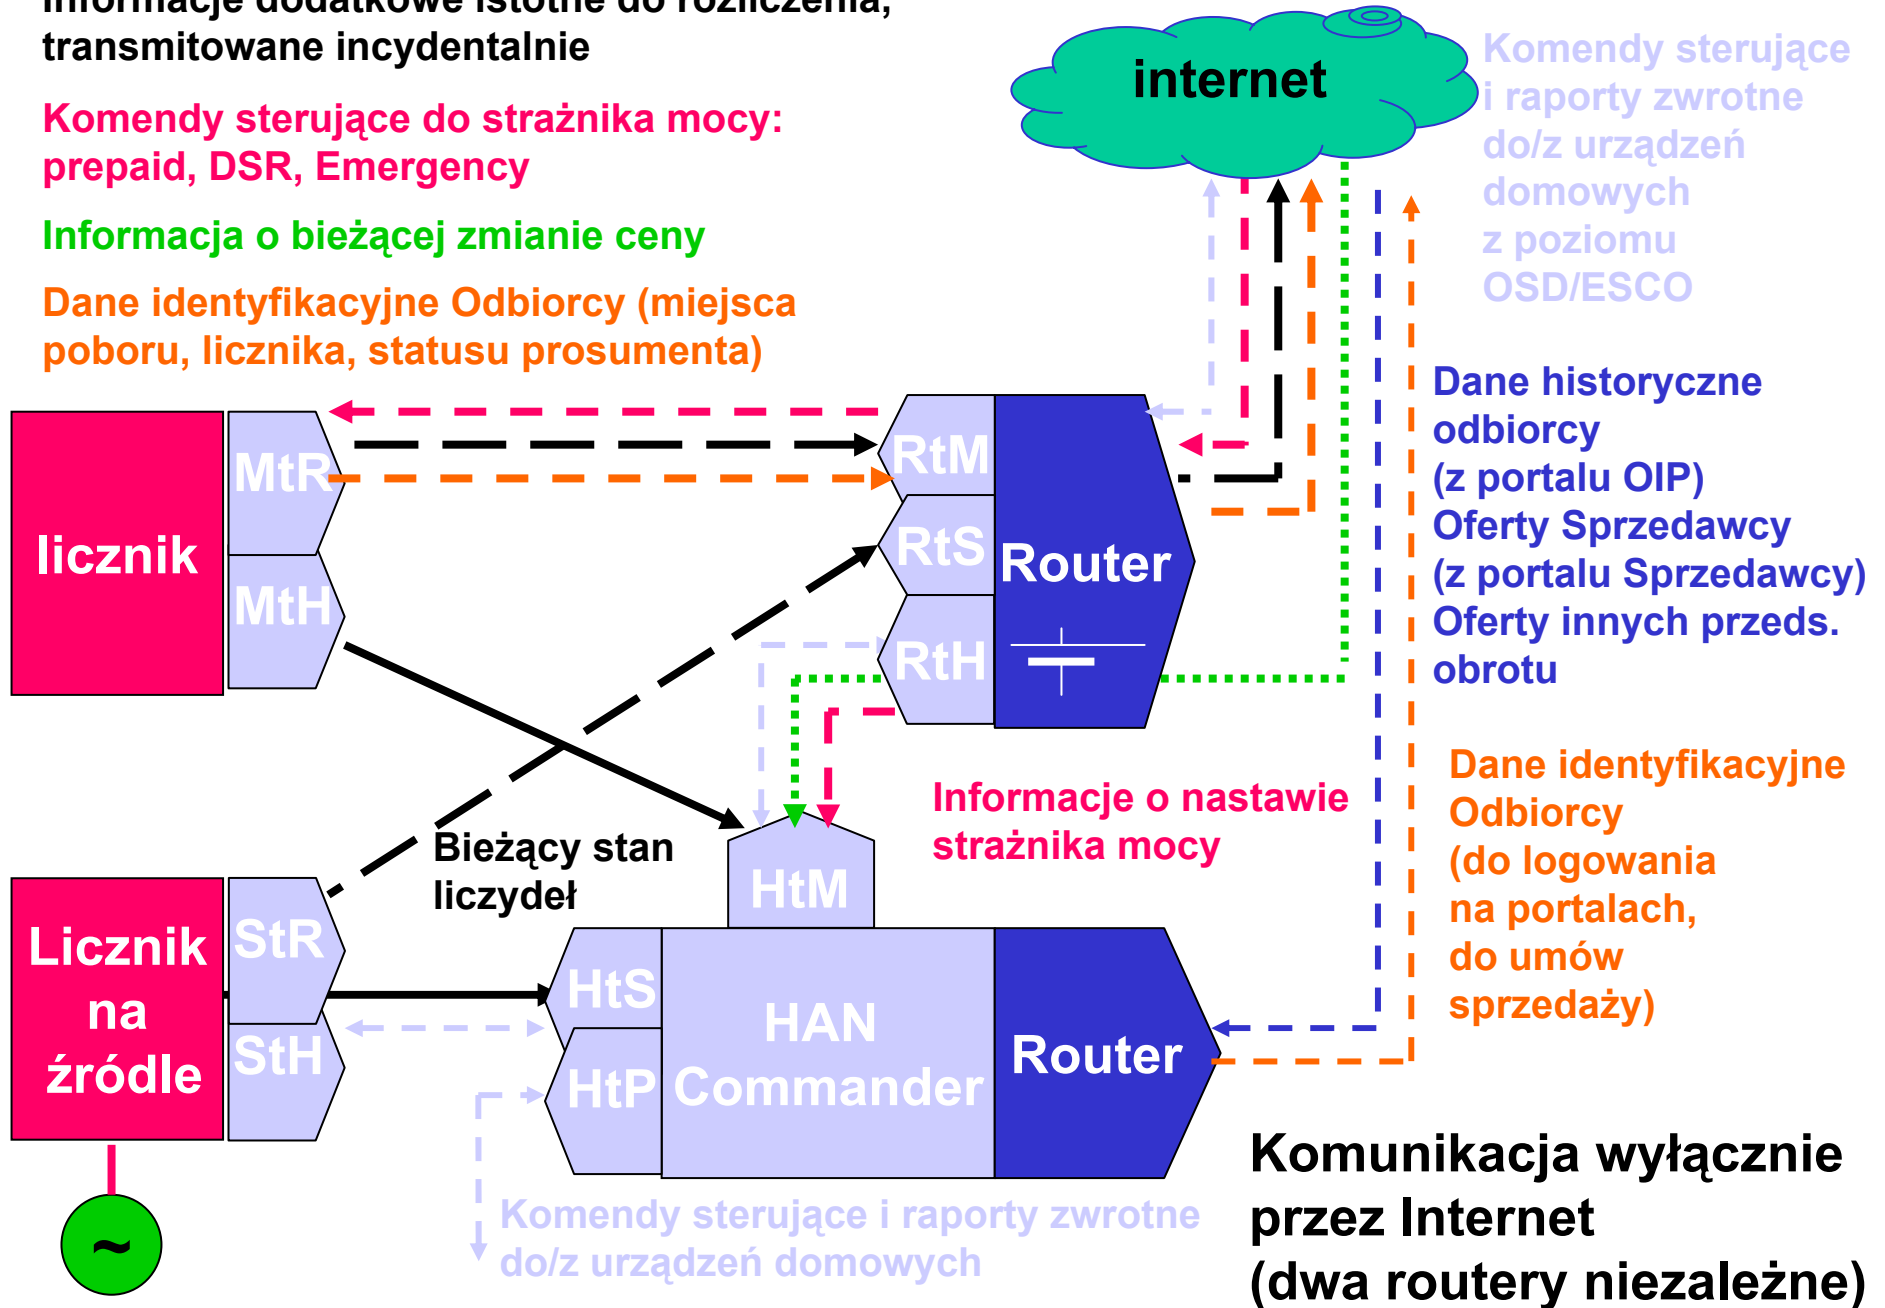 Informacje dodatkowe istotne do rozliczenia,
transmitowane incydentalnie
Komendy sterujące do strażnika mocy:
prepaid, DSR, Emergency
Informacja o bieżącej zmianie ceny
Dane identyfikacyjne Odbiorcy (miejsca
poboru, licznika, statusu prosumenta)
internet
Komendy sterujące
i raporty zwrotne
do/z urządzeń
domowych
z poziomu
OSD/ESCO
Dane historyczne
odbiorcy
(z portalu OIP)
Oferty Sprzedawcy
(z portalu Sprzedawcy)
Oferty innych przeds.
obrotu
licznik
MtR
MtH
RtM
RtS
RtH
Router
Informacje o nastawie
strażnika mocy
Dane identyfikacyjne
Odbiorcy
(do logowania
na portalach,
do umów
sprzedaży)
Bieżący stan
liczydeł
Licznik
na
źródle
StR
StH
HtM
HtS
HtP
HAN
Commander
Router
~
Komendy sterujące i raporty zwrotne
do/z urządzeń domowych
Komunikacja wyłącznie
przez Internet
(dwa routery niezależne)